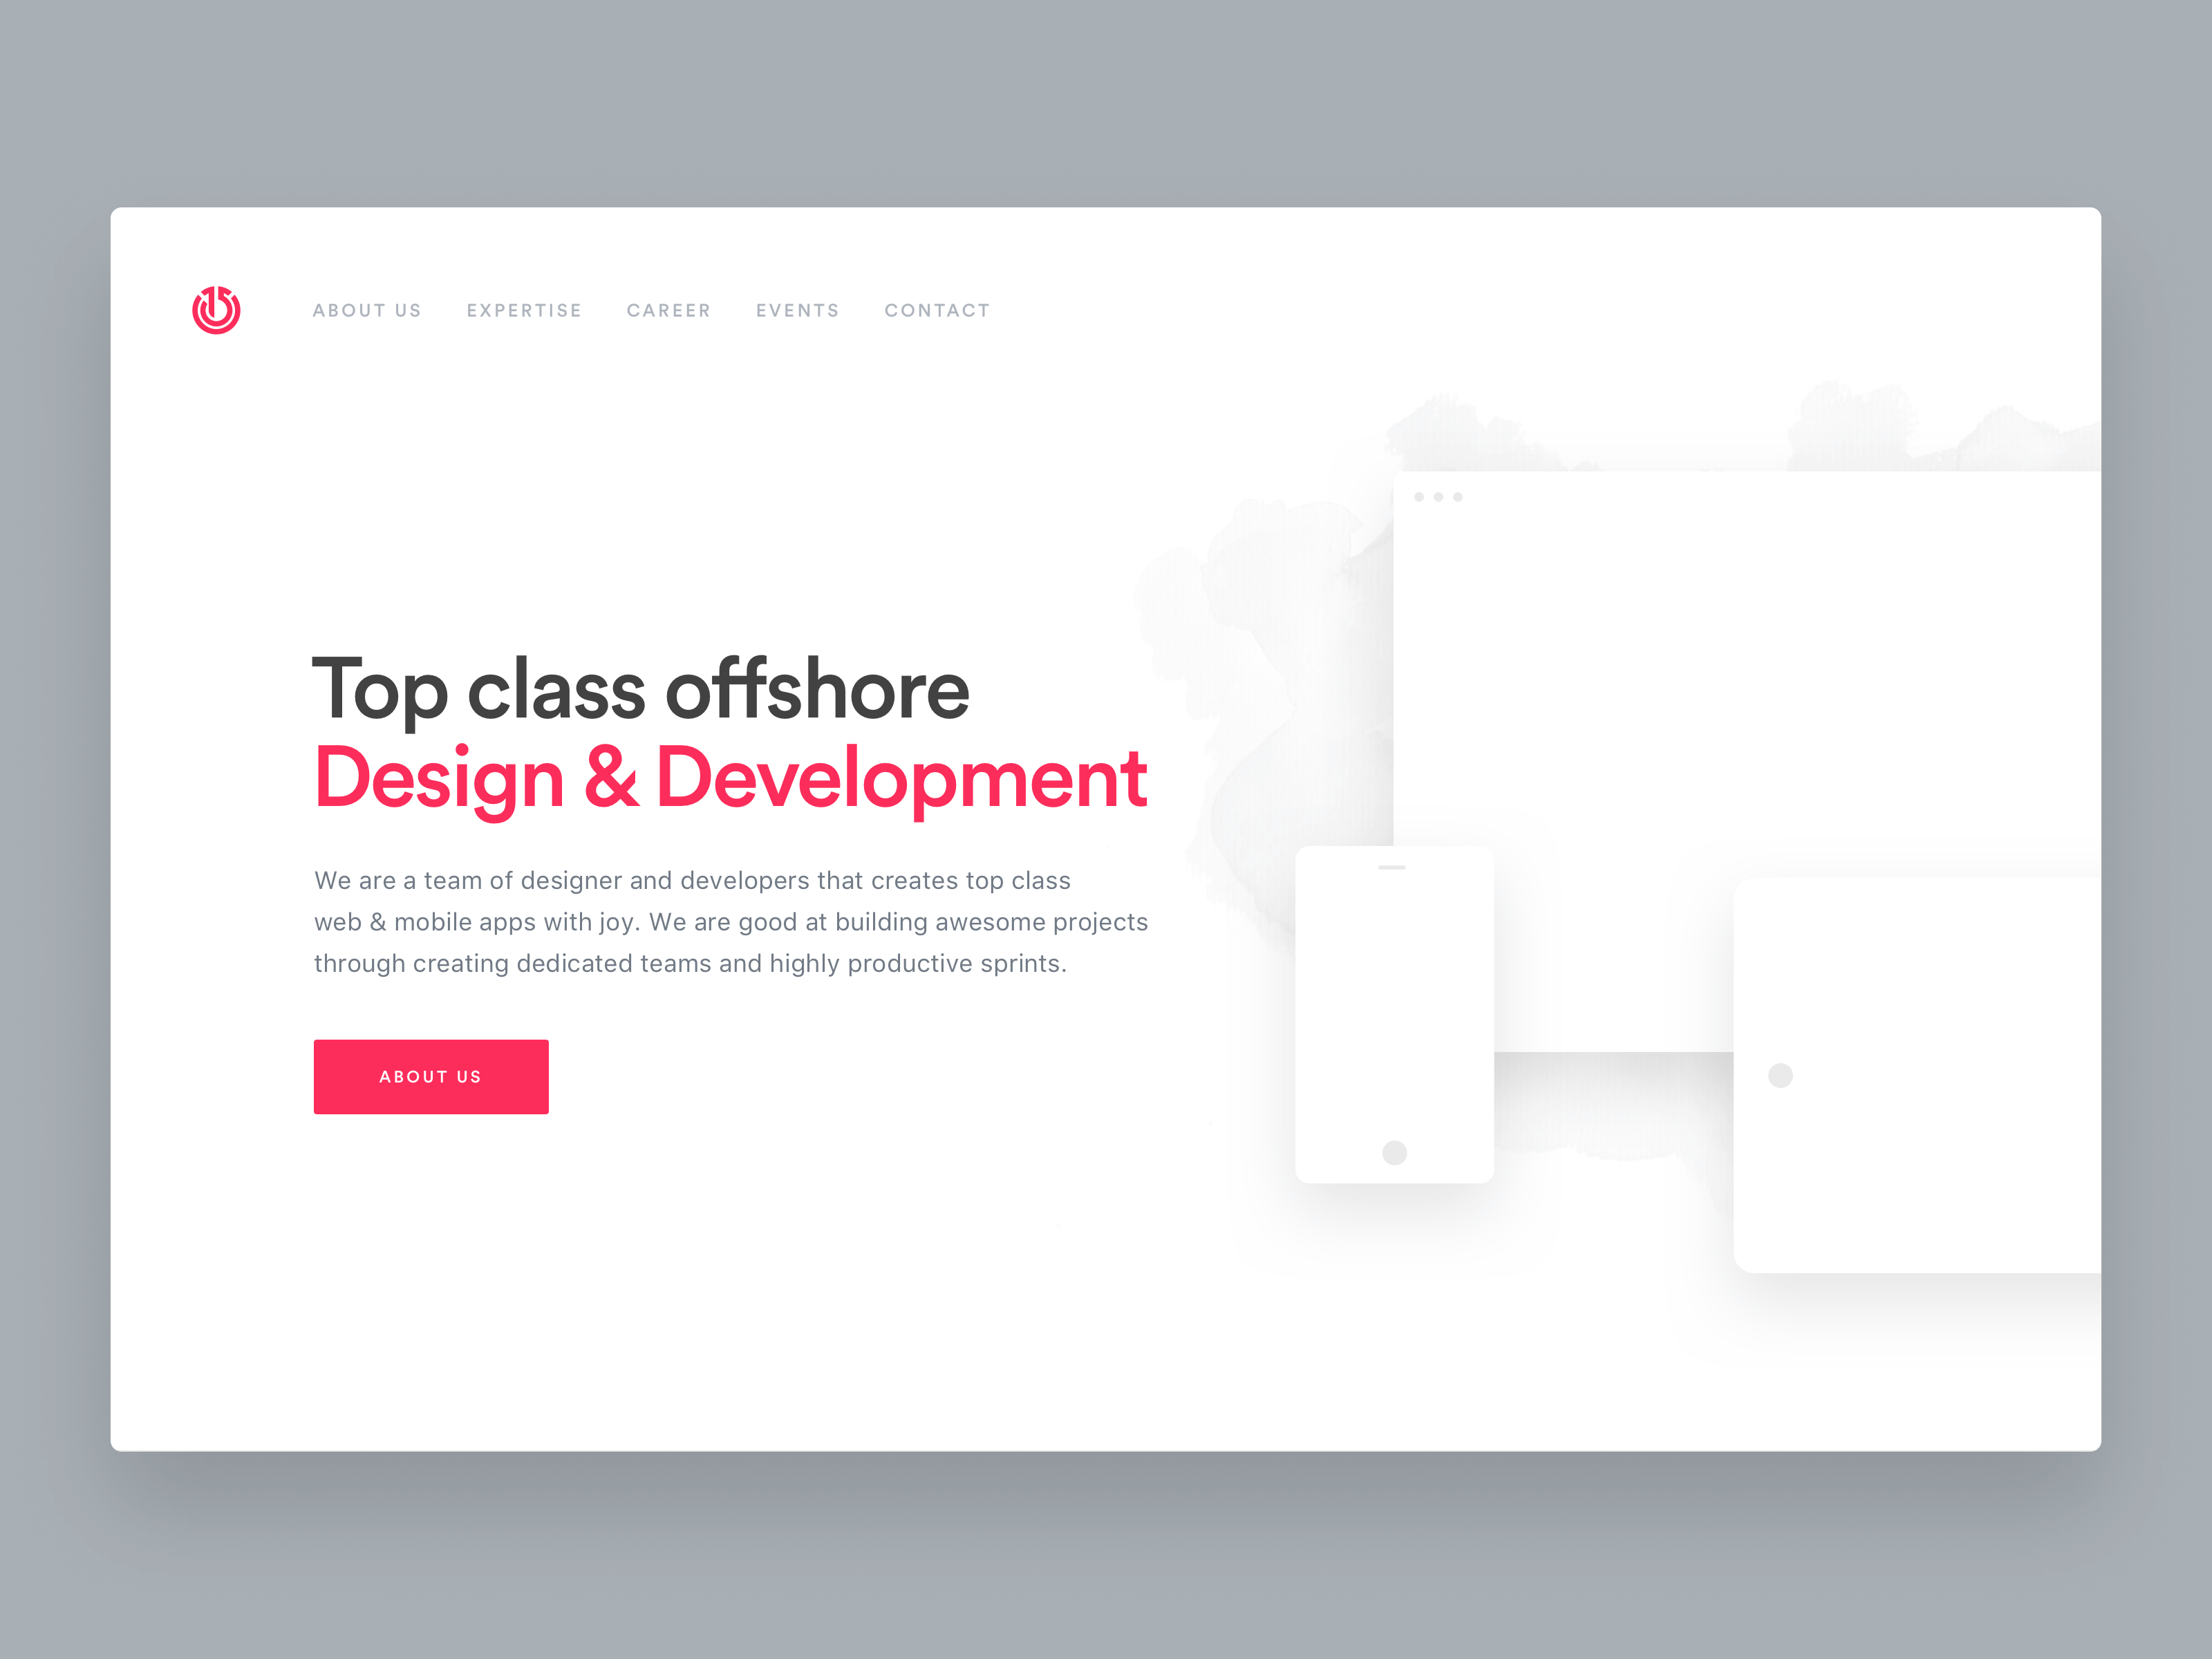 ABOUT US EXPERTISE CAREER EVENTS CONTACT
Top class offshore
Design & Development
We are a team of designer and developers that creates top class
web & mobile apps with joy. We are good at building awesome projects
through creating dedicated teams and highly productive sprints.
ABOUT US